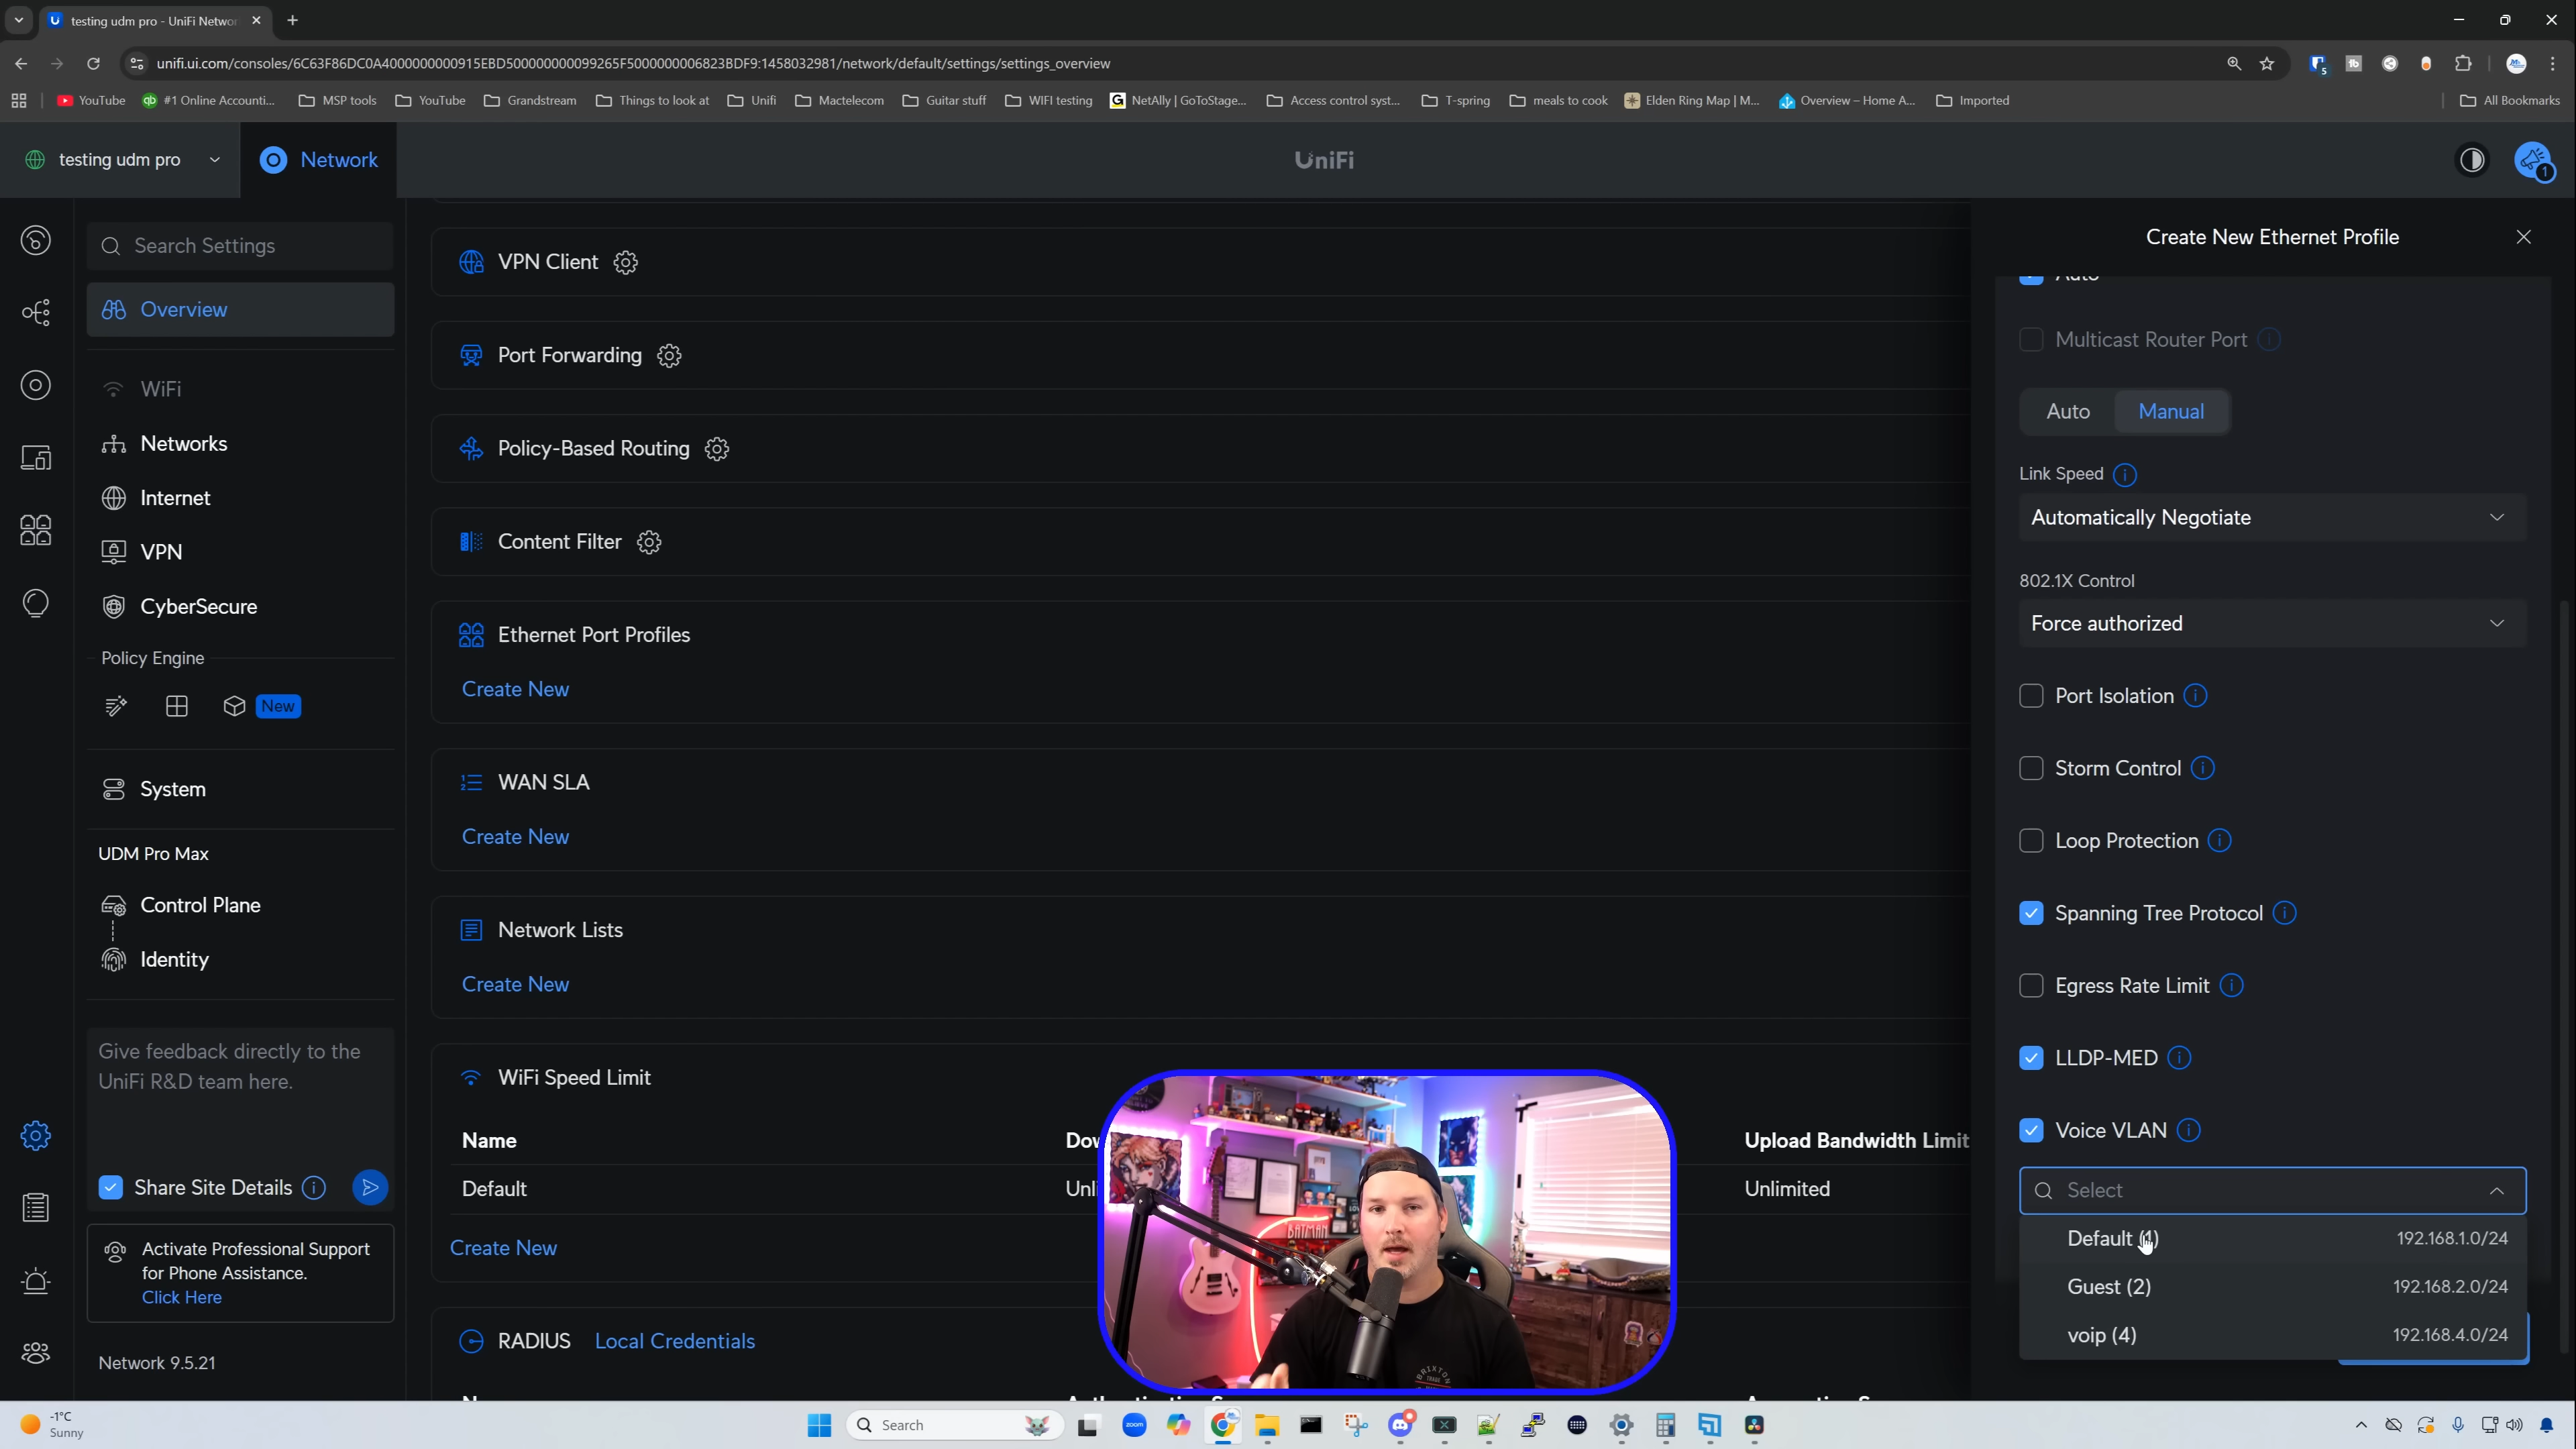 testing udm pro - UniFi Networ
unifi.ui.com/consoles/6C63F86DC0A4000000000915EBD500000000099265F5000000006823BDF9:1458032981/network/default/settings/settings_overview
YouTube
#1 Online Accounti...
MSP tools
YouTube
Grandstream
Things to look at
Unifi
Mactelecom
Guitar stuff
WIFI testing
NetAlly | GoToStage...
Access control syst...
T-spring
meals to cook
Elden Ring Map | M...
Overview – Home A...
Imported
All Bookmarks
testing udm pro
Network
UniFi
1
Search Settings
Overview
WiFi
Networks
Internet
VPN
CyberSecure
Policy Engine
New
System
UDM Pro Max
Control Plane
Identity
Give feedback directly to the
UniFi R&D team here.
Share Site Details
Activate Professional Support
for Phone Assistance.
Click Here
Network 9.5.21
VPN Client
Port Forwarding
Policy-Based Routing
Content Filter
Ethernet Port Profiles
Create New
WAN SLA
Create New
Network Lists
Create New
WiFi Speed Limit
Name
Dow
Upload Bandwidth Limit
Default
Unli
Unlimited
Create New
RADIUS
Local Credentials
BATMAN
BRIXTON
Create New Ethernet Profile
Auto
Multicast Router Port
Auto
Manual
Link Speed
Automatically Negotiate
802.1X Control
Force authorized
Port Isolation
Storm Control
Loop Protection
Spanning Tree Protocol
Egress Rate Limit
LLDP-MED
Voice VLAN
Select
Default (1)
192.168.1.0/24
Guest (2)
192.168.2.0/24
voip (4)
192.168.4.0/24
-1°C
Sunny
Search
zoom